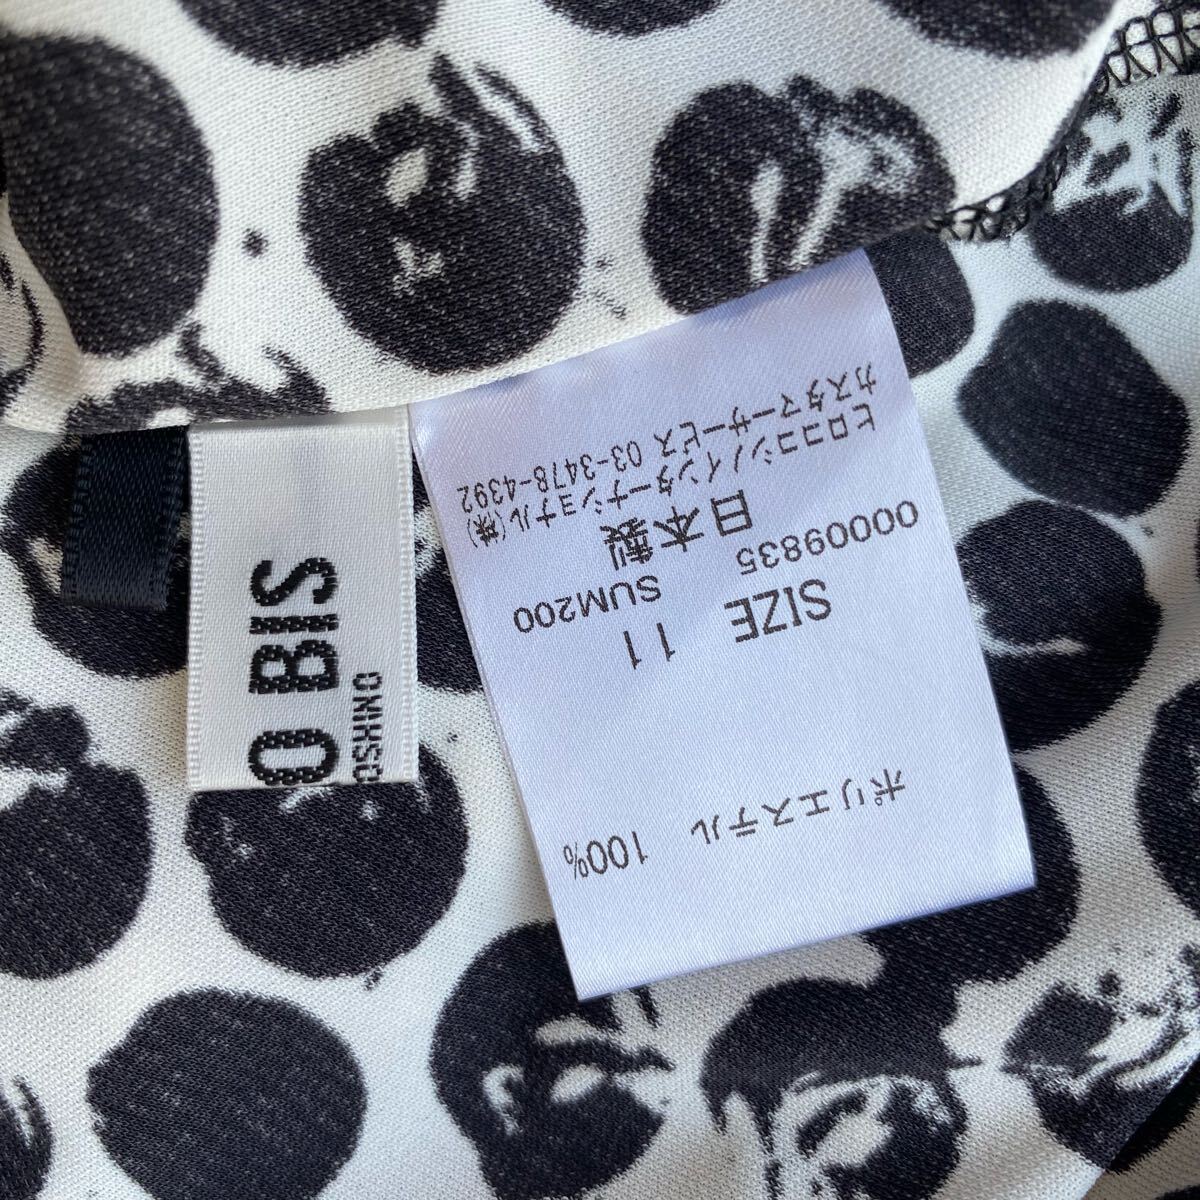 ポリエステル 100%
SIZE 11
00009835 SUM200
日本製
ヒロココシノインターナショナル(株)
カスタマーサービス 03-3478-4392
O BIS
OSHINO